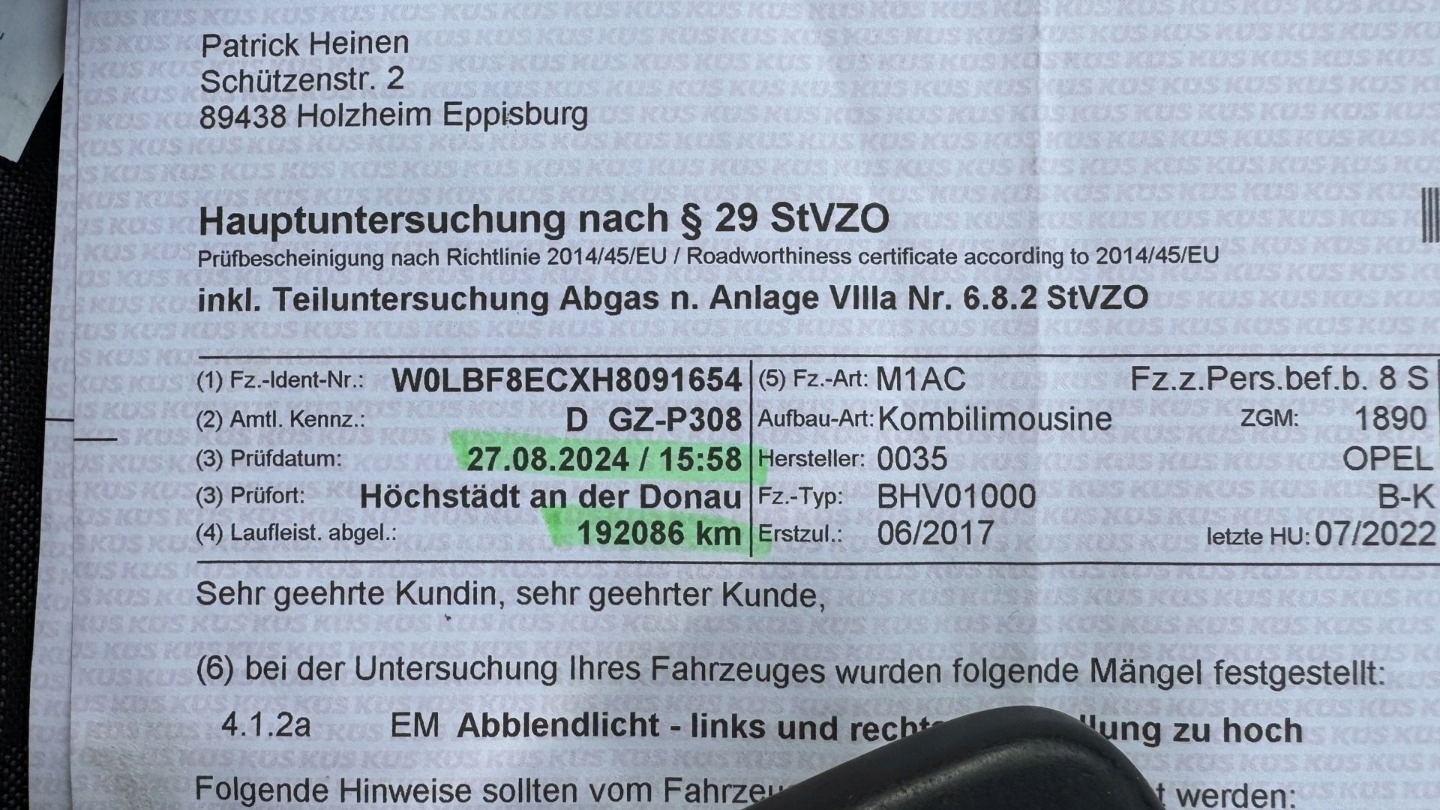 Patrick Heinen
Schützenstr. 2
89438 Holzheim Eppisburg
Hauptuntersuchung nach § 29 StVZO
Prüfbescheinigung nach Richtlinie 2014/45/EU / Roadworthiness certificate according to 2014/45/EU
inkl. Teiluntersuchung Abgas n. Anlage VIIIa Nr. 6.8.2 StVZO
(1) Fz.-Ident-Nr.: W0LBF8ECXH8091654 (5) Fz.-Art: M1AC Fz.z.Pers.bef.b. 8 S
(2) Amtl. Kennz.: D GZ-P308 Aufbau-Art: Kombilimousine ZGM: 1890
(3) Prüfdatum: 27.08.2024 / 15:58 Hersteller: 0035 OPEL
(3) Prüfort: Höchstädt an der Donau Fz.-Typ: BHV01000 B-K
(4) Laufleist. abgel.: 192086 km Erstzul.: 06/2017 letzte HU: 07/2022
Sehr geehrte Kundin, sehr geehrter Kunde,
(6) bei der Untersuchung Ihres Fahrzeuges wurden folgende Mängel festgestellt:
4.1.2a EM Abblendlicht - links und zu hoch
Folgende Hinweise sollten vom werden: